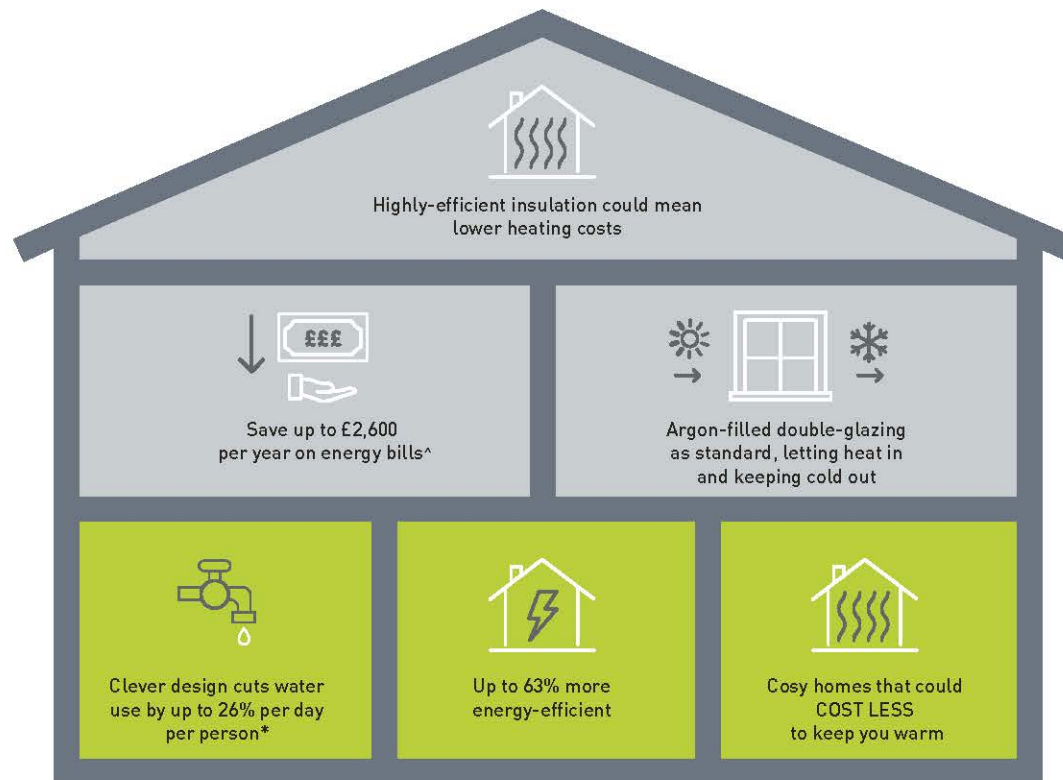 Highly-efficient insulation could mean
lower heating costs
£££
Save up to £2,600
per year on energy bills^
Argon-filled double-glazing
as standard, letting heat in
and keeping cold out
Clever design cuts water
use by up to 26% per day
per person*
Up to 63% more
energy-efficient
Cosy homes that could
COST LESS
to keep you warm